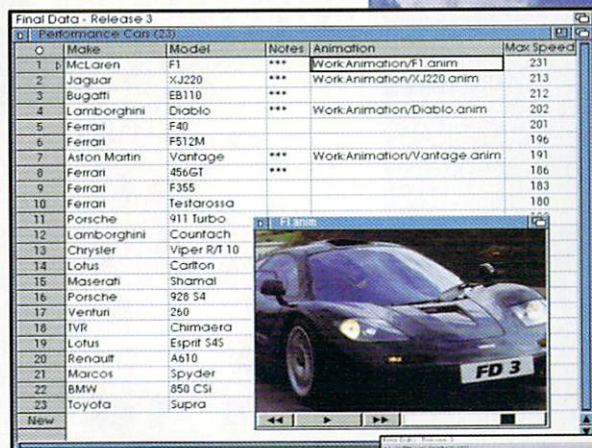 Final Data - Release 3
Performance Cars (23)
Make Model Notes Animation Max Speed
1 McLaren F1 *** Work:Animation/F1.anim 231
2 Jaguar XJ220 *** Work:Animation/XJ220.anim 213
3 Bugatti EB110 *** 212
4 Lamborghini Diablo *** Work:Animation/Diablo.anim 202
5 Ferrari F40 201
6 Ferrari F512M 196
7 Aston Martin Vantage *** Work:Animation/Vantage.anim 191
8 Ferrari 456GT *** 186
9 Ferrari F355 183
10 Ferrari Testarossa 180
11 Porsche 911 Turbo
12 Lamborghini Countach
13 Chrysler Viper R/T 10
14 Lotus Carlton
15 Maserati Shamal
16 Porsche 928 S4
17 Venturi 260
18 TVR Chimaera
19 Lotus Esprit S4S
20 Renault A610
21 Marcos Spyder
22 BMW 850 CSi
23 Toyota Supra
New
F1.anim
FD 3